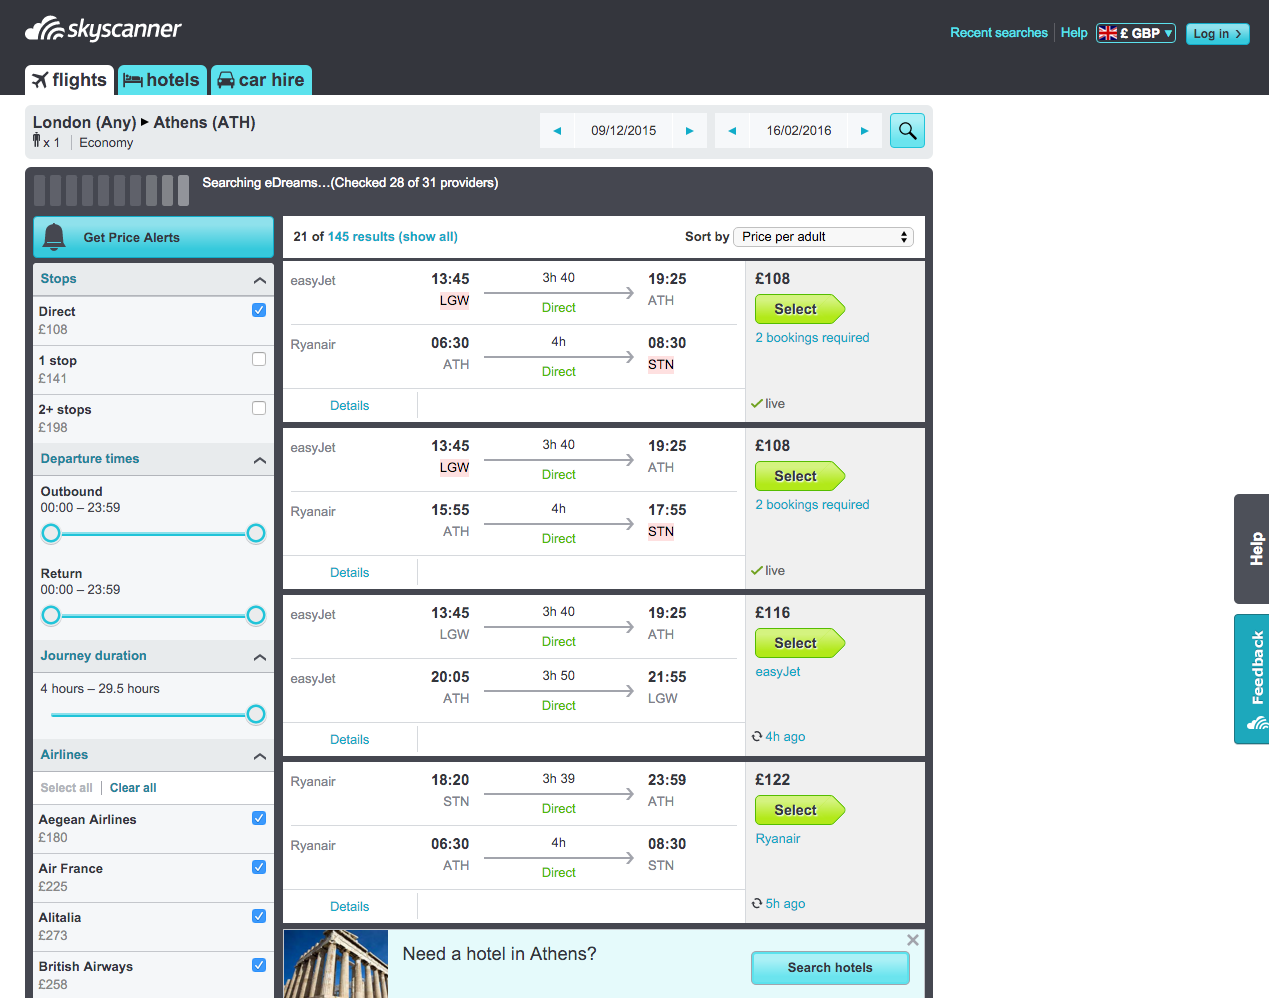 skyscanner
Recent searches Help £ GBP ▼ Log in >
flights hotels car hire
London (Any) ▸ Athens (ATH)
x 1 Economy
◄ 09/12/2015 ► ◄ 16/02/2016 ►
Searching eDreams...(Checked 28 of 31 providers)
Get Price Alerts
21 of 145 results (show all)
Sort by Price per adult
Stops
Direct
£108
1 stop
£141
2+ stops
£198
Departure times
Outbound
00:00 – 23:59
Return
00:00 – 23:59
Journey duration
4 hours – 29.5 hours
Airlines
Select all Clear all
Aegean Airlines
£180
Air France
£225
Alitalia
£273
British Airways
£258
easyJet 13:45 3h 40 19:25
LGW Direct ATH
Ryanair 06:30 4h 08:30
ATH Direct STN
Details
£108
Select
2 bookings required
live
easyJet 13:45 3h 40 19:25
LGW Direct ATH
Ryanair 15:55 4h 17:55
ATH Direct STN
Details
£108
Select
2 bookings required
live
easyJet 13:45 3h 40 19:25
LGW Direct ATH
easyJet 20:05 3h 50 21:55
ATH Direct LGW
Details
£116
Select
easyJet
4h ago
Ryanair 18:20 3h 39 23:59
STN Direct ATH
Ryanair 06:30 4h 08:30
ATH Direct STN
Details
£122
Select
Ryanair
5h ago
Need a hotel in Athens?
Search hotels
Help
Feedback